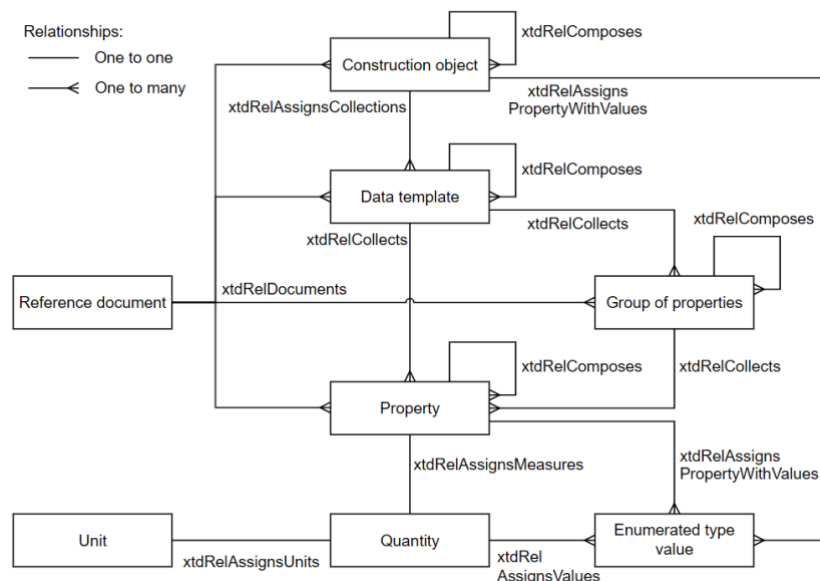 Relationships:
One to one
One to many
xtdRelComposes
Construction object
xtdRelAssigns
PropertyWithValues
xtdRelAssignsCollections
xtdRelComposes
Data template
xtdRelCollects
xtdRelCollects
xtdRelComposes
Reference document
xtdRelDocuments
Group of properties
xtdRelComposes
xtdRelCollects
Property
xtdRelAssignsMeasures
xtdRelAssigns
PropertyWithValues
Unit
xtdRelAssignsUnits
Quantity
xtdRel
AssignsValues
Enumerated type
value